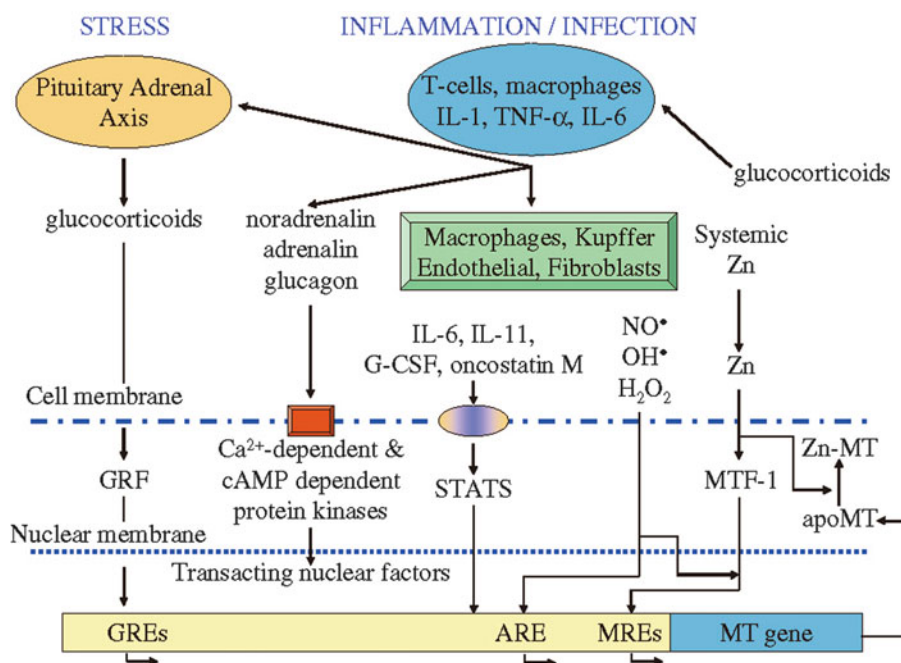 STRESS
INFLAMMATION / INFECTION
Pituitary Adrenal
Axis
T-cells, macrophages
IL-1, TNF-α, IL-6
glucocorticoids
glucocorticoids
noradrenalin
adrenalin
glucagon
Macrophages, Kupffer
Endothelial, Fibroblasts
Systemic
Zn
IL-6, IL-11,
G-CSF, oncostatin M
NO•
OH•
H₂O₂
Zn
Cell membrane
GRF
Ca²⁺-dependent &
cAMP dependent
protein kinases
STATS
MTF-1
Zn-MT
apoMT
Nuclear membrane
Transacting nuclear factors
GREs
ARE
MREs
MT gene